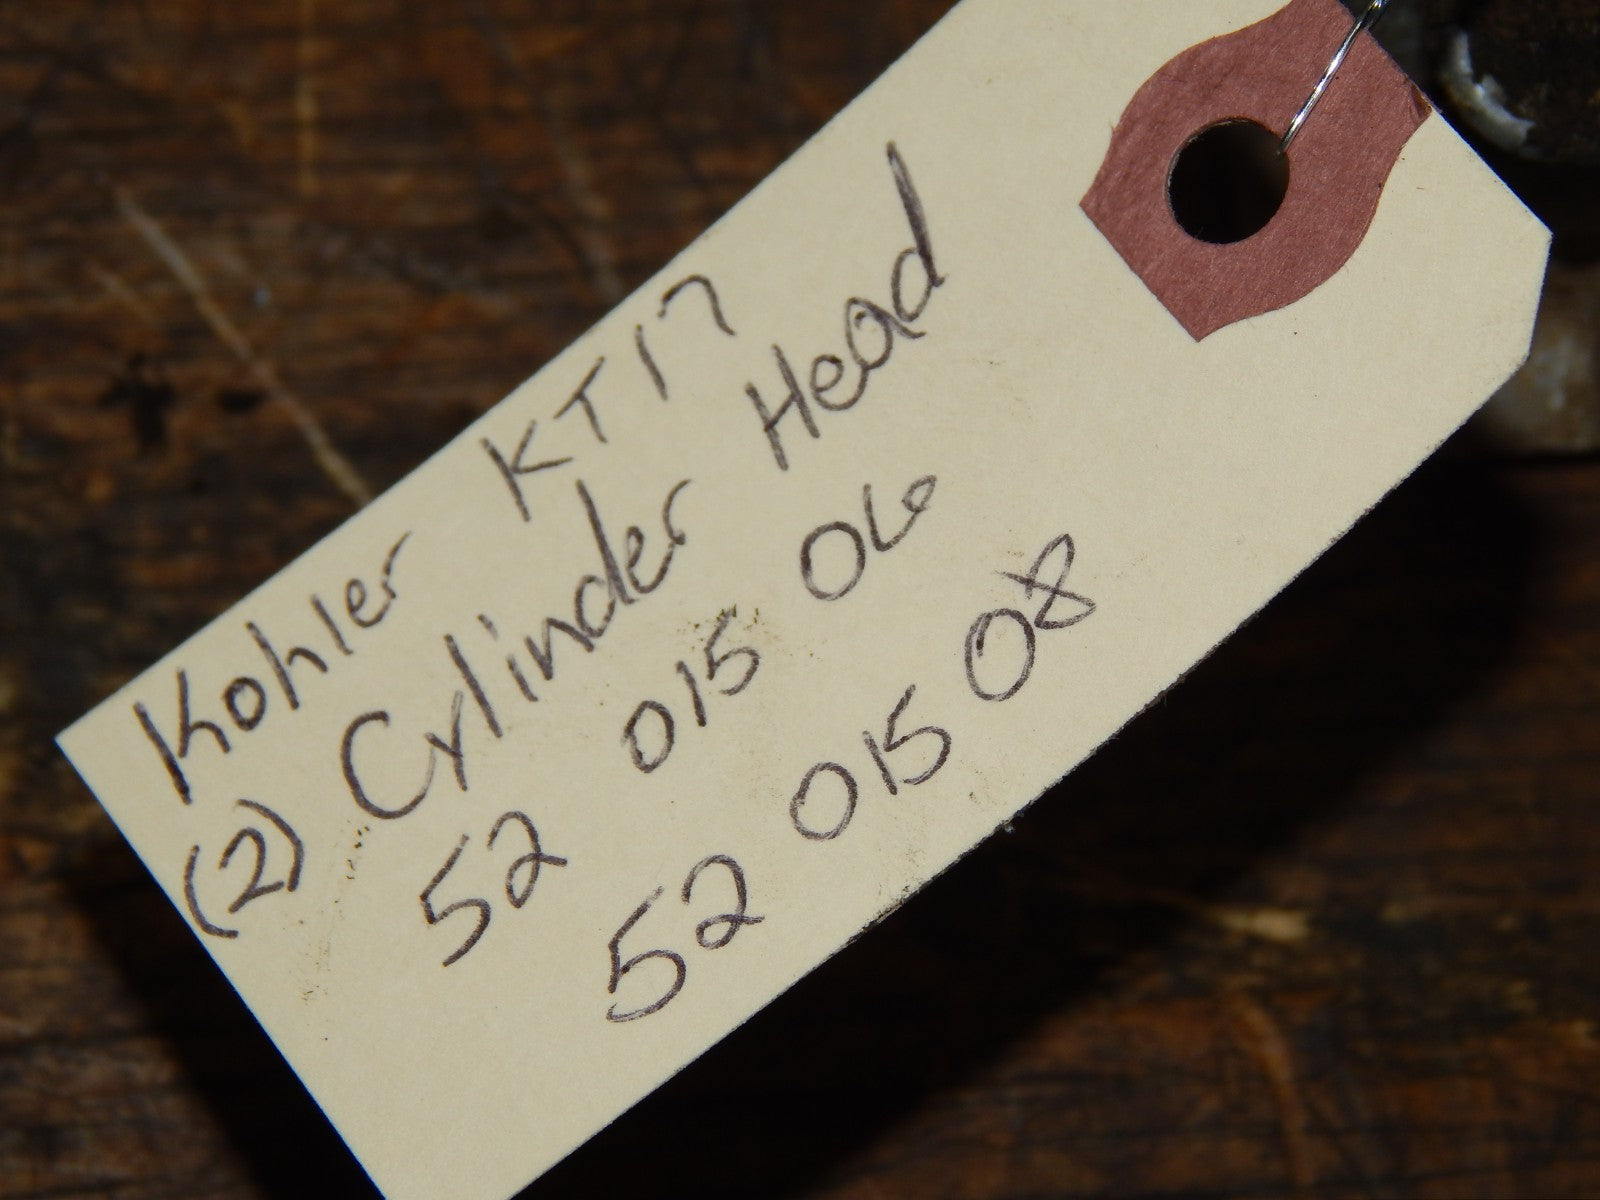 Kohler KT17
(2) Cylinder Head
52 015 06
52 015 08